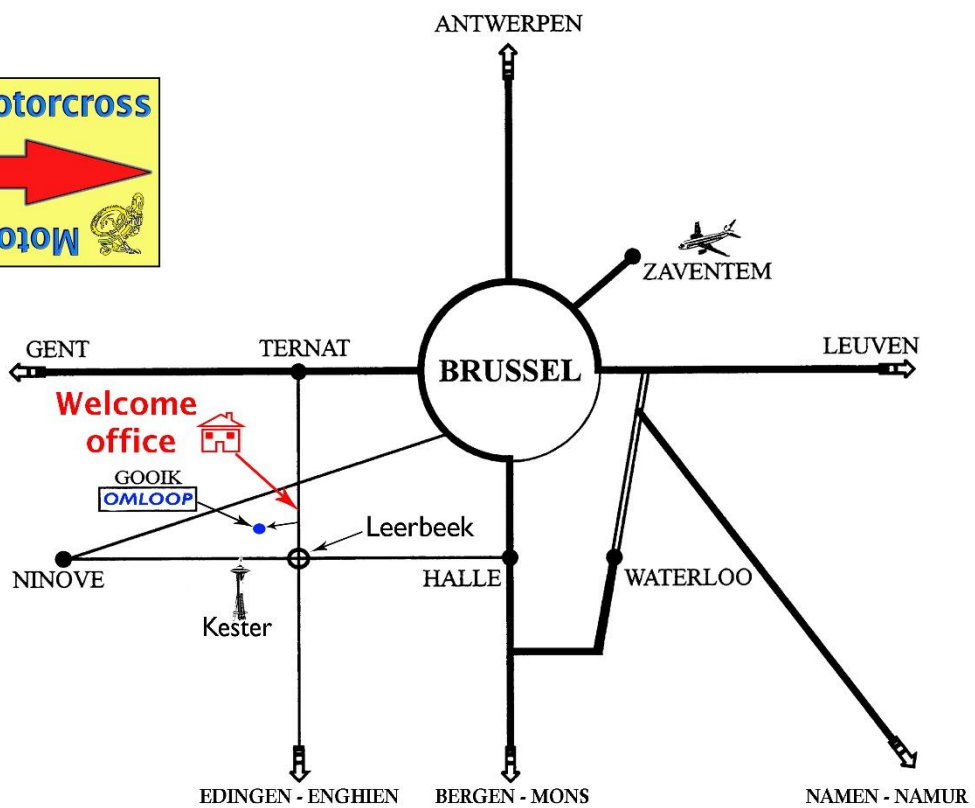 ANTWERPEN
otorcross
Moto
ZAVENTEM
GENT
TERNAT
BRUSSEL
LEUVEN
Welcome
office
GOOIK
OMLOOP
Leerbeek
NINOVE
HALLE
WATERLOO
Kester
EDINGEN - ENGHIEN
BERGEN - MONS
NAMEN - NAMUR